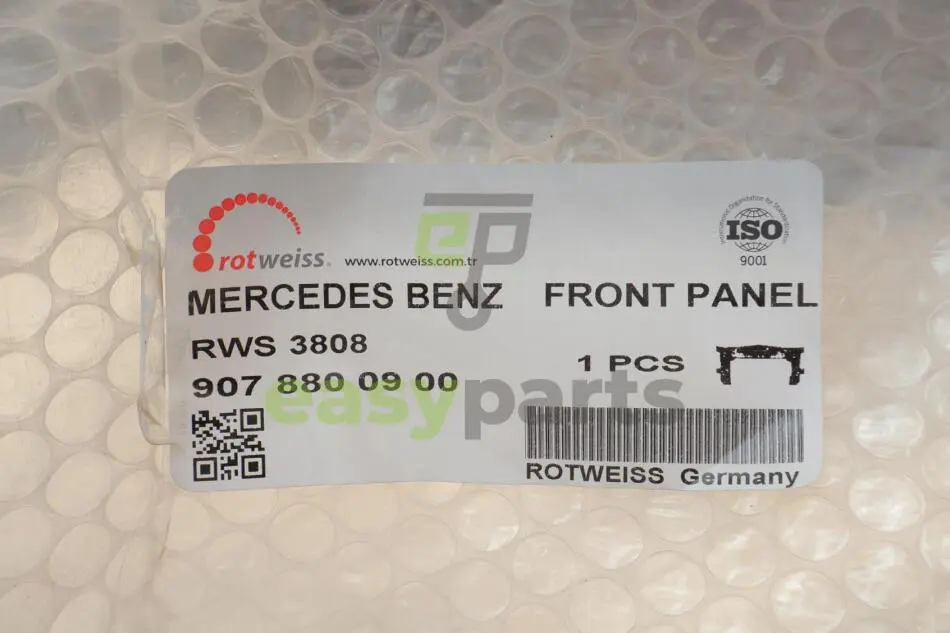 rotweiss®
www.rotweiss.com.tr
International Organization for Standardization
ISO
9001
MERCEDES BENZ FRONT PANEL
RWS 3808
1 PCS
907 880 09 00
easyparts
ROTWEISS Germany